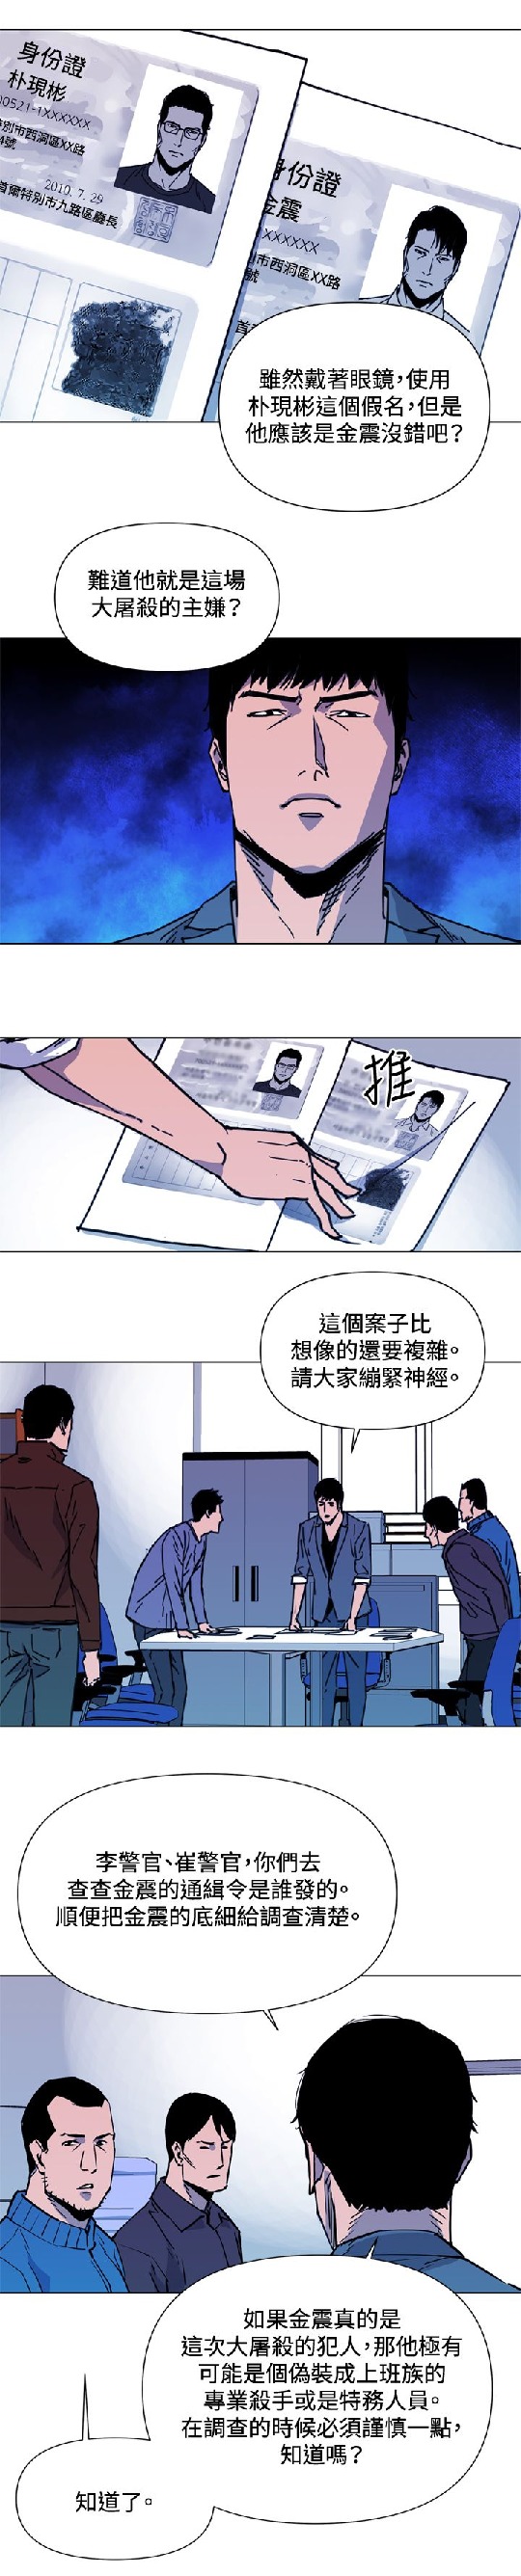 身份證
朴現彬
00521-1XXXXXX
特別市西洞區XX路
4號
2010.7.29
首爾特別市九路區廳長
身份證
金震
XXXXXX
市西洞區XX路
號
首
雖然戴著眼鏡,使用
朴現彬這個假名,但是
他應該是金震沒錯吧?
難道他就是這場
大屠殺的主嫌?
推
這個案子比
想像的還要複雜。
請大家繃緊神經。
李警官、崔警官,你們去
查查金震的通緝令是誰發的。
順便把金震的底細給調查清楚。
如果金震真的是
這次大屠殺的犯人,那他極有
可能是個偽裝成上班族的
專業殺手或是特務人員。
在調查的時候必須謹慎一點,
知道嗎?
知道了。